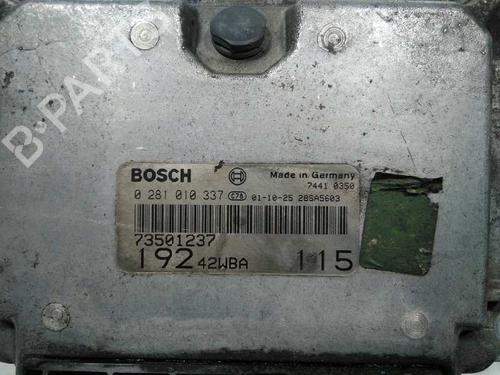 B-PARTS
BOSCH
Made in Germany
7441 0350
0 281 010 337 C78 01-10-25 28SA5603
73501237
192 42WBA 115